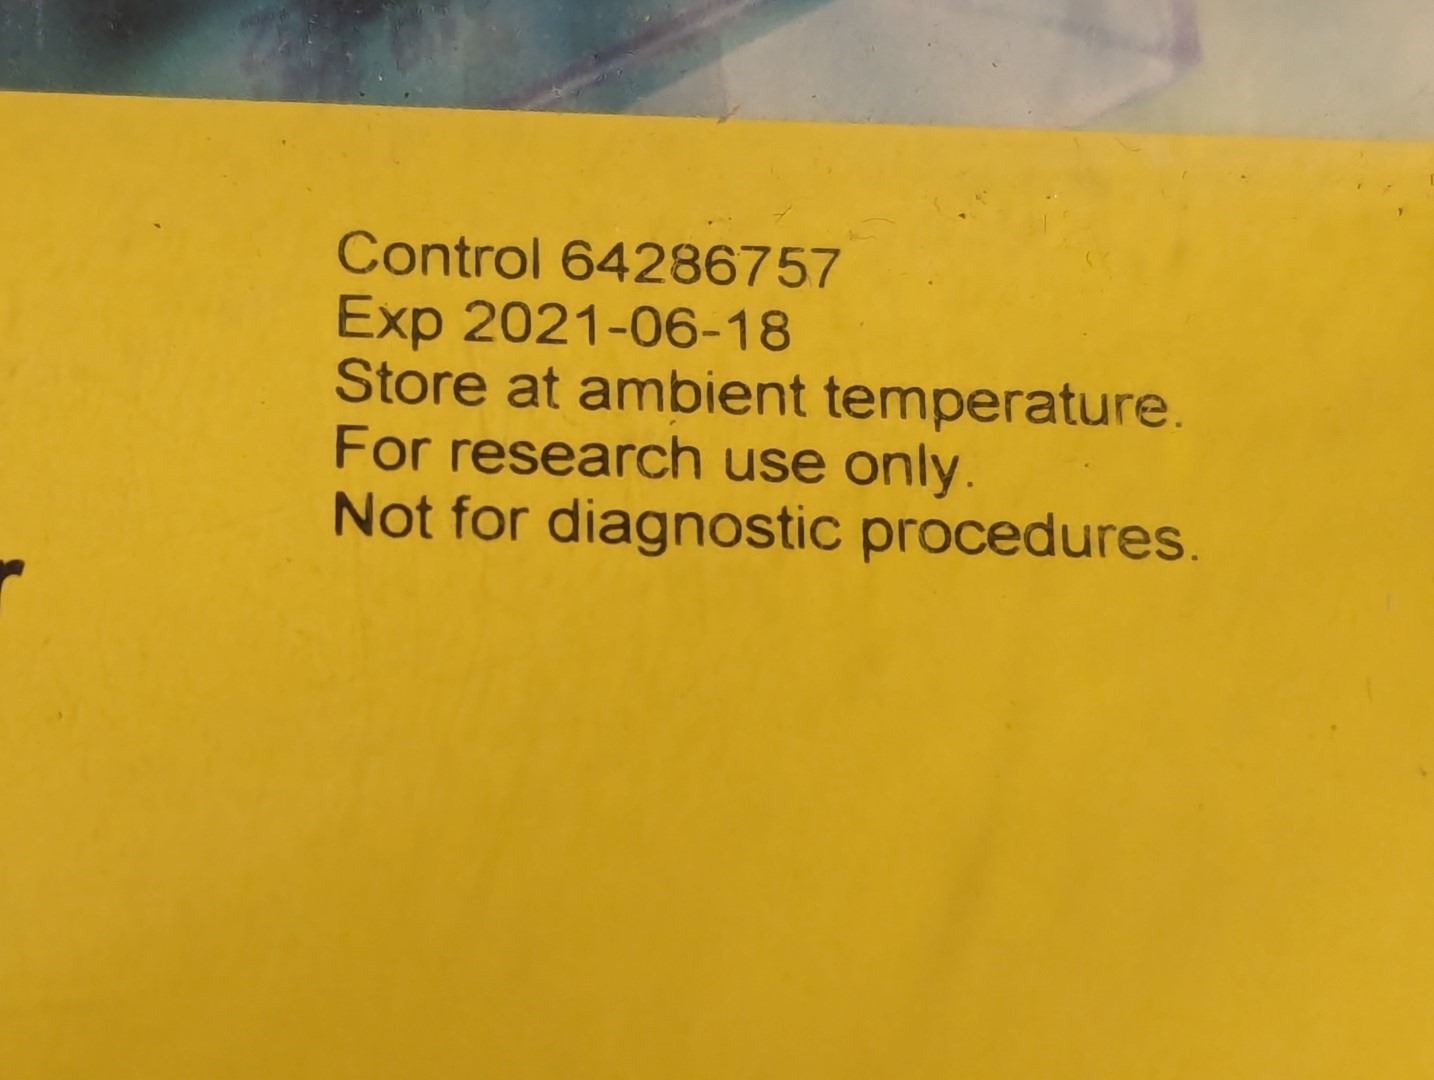 Control 64286757
Exp 2021-06-18
Store at ambient temperature.
For research use only.
Not for diagnostic procedures.
r